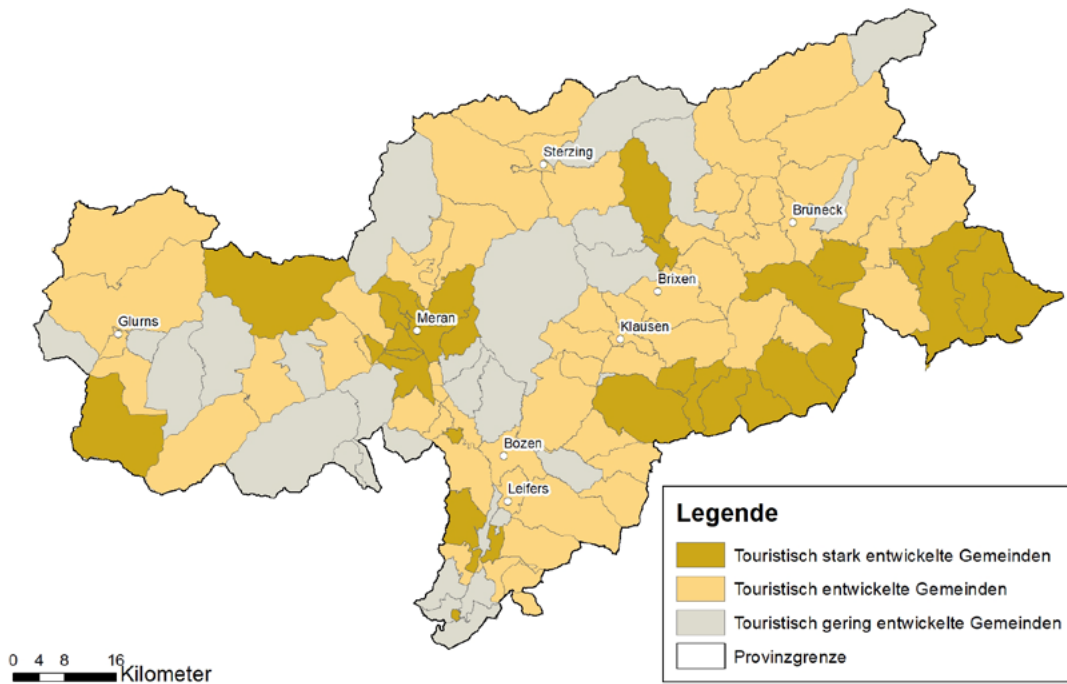 Sterzing
Bruneck
Brixen
Glurns
Meran
Klausen
Bozen
Leifers
Legende
Touristisch stark entwickelte Gemeinden
Touristisch entwickelte Gemeinden
Touristisch gering entwickelte Gemeinden
Provinzgrenze
0 4 8 16
Kilometer